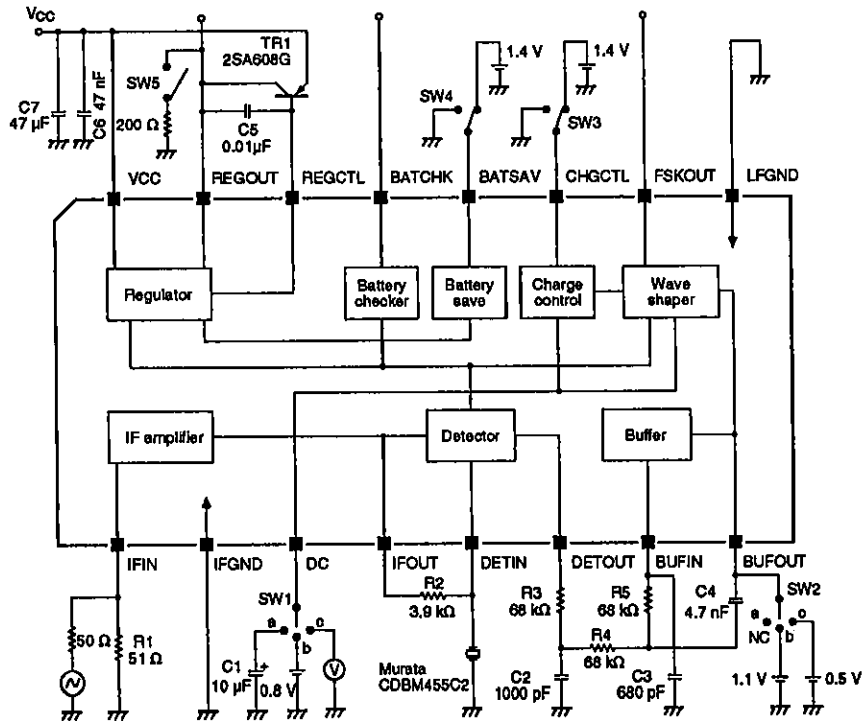 VCC
TR1
2SA608G
SW5
C7
47 µF
C6 47 nF
200 Ω
C5
0.01µF
1.4 V
1.4 V
SW4
SW3
VCC
REGOUT
REGCTL
BATCHK
BATSAV
CHGCTL
FSKOUT
LFGND
Regulator
Battery
checker
Battery
save
Charge
control
Wave
shaper
IF amplifier
Detector
Buffer
IFIN
IFGND
DC
IFOUT
DETIN
DETOUT
BUFIN
BUFOUT
SW1
a
b
c
R2
3,9 kΩ
R3
68 kΩ
R5
68 kΩ
C4
4.7 nF
SW2
a
NC
b
c
50 Ω
R1
51 Ω
C1
10 µF
+
0.8 V
V
Murata
CDBM455C2
R4
68 kΩ
C2
1000 pF
C3
680 pF
1.1 V
0.5 V